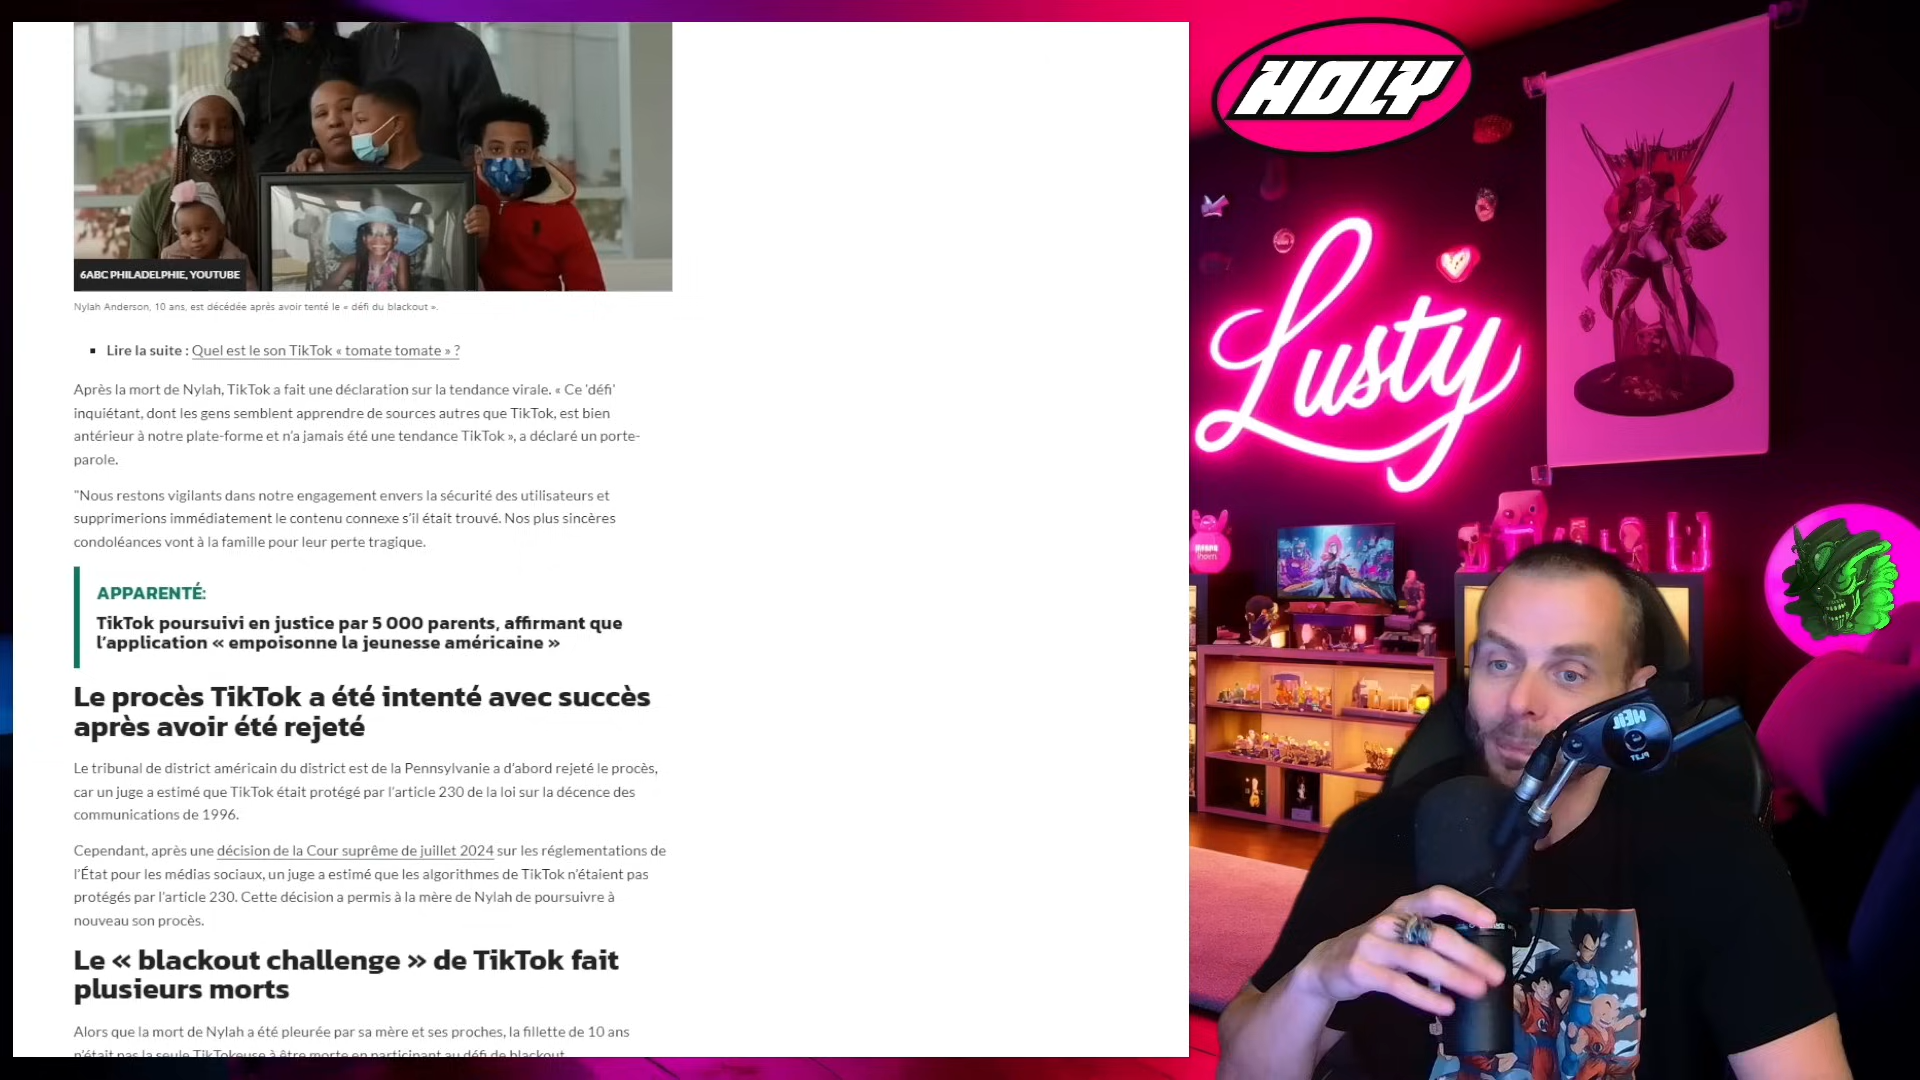 6ABC PHILADELPHIE, YOUTUBE
Nylah Anderson, 10 ans, est décédée après avoir tenté le « défi du blackout ».
Lire la suite : Quel est le son TikTok « tomate tomate » ?
Après la mort de Nylah, TikTok a fait une déclaration sur la tendance virale. « Ce 'défi'
inquiétant, dont les gens semblent apprendre de sources autres que TikTok, est bien
antérieur à notre plate-forme et n'a jamais été une tendance TikTok », a déclaré un porte-
parole.
"Nous restons vigilants dans notre engagement envers la sécurité des utilisateurs et
supprimerions immédiatement le contenu connexe s'il était trouvé. Nos plus sincères
condoléances vont à la famille pour leur perte tragique.
APPARENTÉ:
TikTok poursuivi en justice par 5 000 parents, affirmant que
l'application « empoisonne la jeunesse américaine »
Le procès TikTok a été intenté avec succès
après avoir été rejeté
Le tribunal de district américain du district est de la Pennsylvanie a d'abord rejeté le procès,
car un juge a estimé que TikTok était protégé par l'article 230 de la loi sur la décence des
communications de 1996.
Cependant, après une décision de la Cour suprême de juillet 2024 sur les réglementations de
l'État pour les médias sociaux, un juge a estimé que les algorithmes de TikTok n'étaient pas
protégés par l'article 230. Cette décision a permis à la mère de Nylah de poursuivre à
nouveau son procès.
Le « blackout challenge » de TikTok fait
plusieurs morts
Alors que la mort de Nylah a été pleurée par sa mère et ses proches, la fillette de 10 ans
n'était pas la seule TikTokeuse à être morte en participant au défi de blackout.
HOLY
Lusty